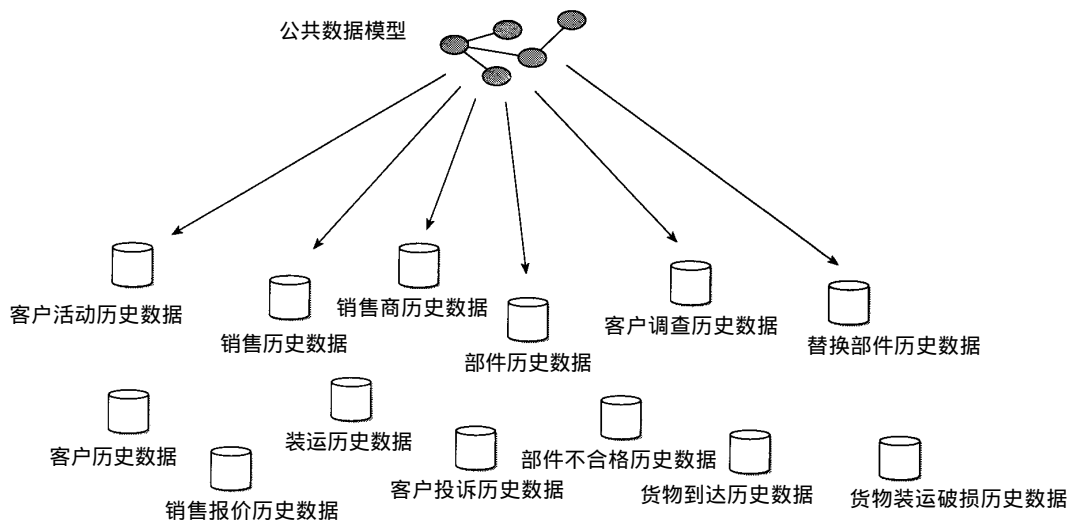 公共数据模型
客户活动历史数据
销售历史数据
销售商历史数据
部件历史数据
客户调查历史数据
替换部件历史数据
客户历史数据
销售报价历史数据
装运历史数据
客户投诉历史数据
部件不合格历史数据
货物到达历史数据
货物装运破损历史数据